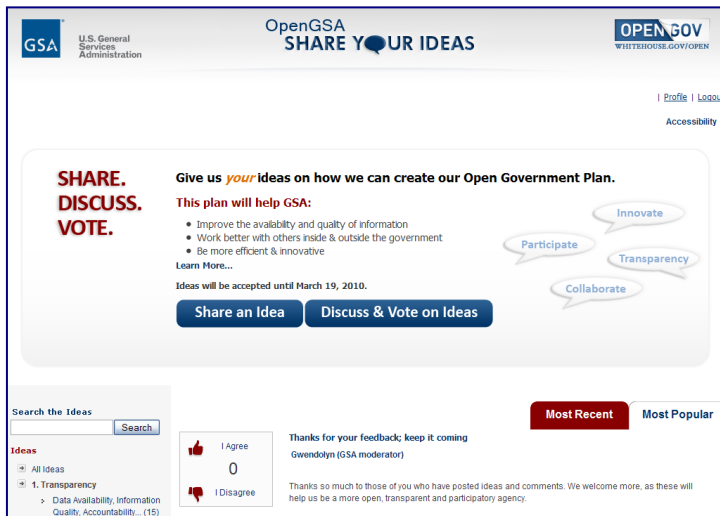 GSA
U.S. General
Services
Administration
OpenGSA
SHARE YOUR IDEAS
OPEN GOV
WHITEHOUSE.GOV/OPEN
| Profile | Logou
Accessibility
SHARE.
DISCUSS.
VOTE.
Give us your ideas on how we can create our Open Government Plan.
This plan will help GSA:
• Improve the availability and quality of information
• Work better with others inside & outside the government
• Be more efficient & innovative
Learn More...
Ideas will be accepted until March 19, 2010.
Share an Idea
Discuss & Vote on Ideas
Innovate
Participate
Transparency
Collaborate
Search the Ideas
Search
Ideas
All Ideas
1. Transparency
Data Availability, Information
Quality, Accountability... (15)
Most Recent
Most Popular
I Agree
0
I Disagree
Thanks for your feedback; keep it coming
Gwendolyn (GSA moderator)
Thanks so much to those of you who have posted ideas and comments. We welcome more, as these will
help us be a more open, transparent and participatory agency.